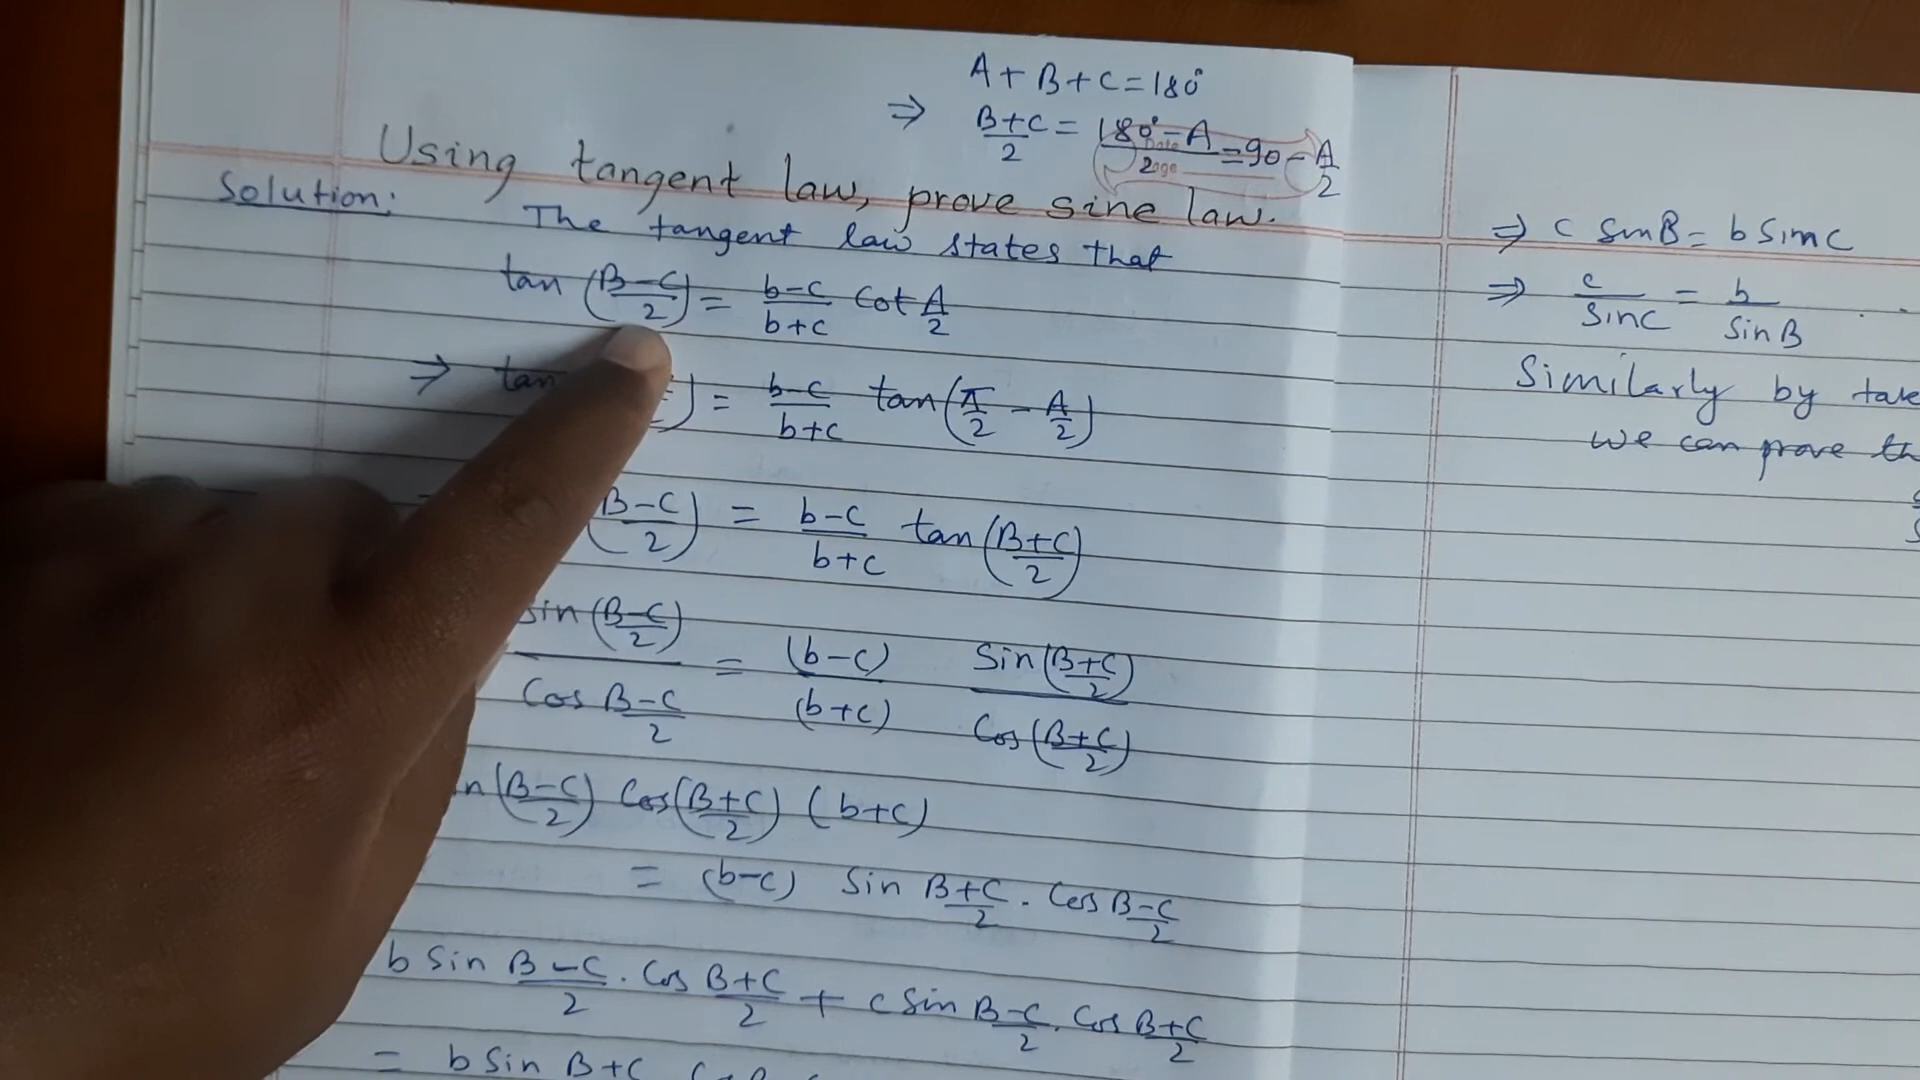 A + B + C = 180°
⇒ B+C/2 = 180°-A/2 = 90 - A/2
Using tangent law, prove sine law.
Solution:
The tangent law states that
tan (B-C/2) = b-c/b+c Cot A/2
⇒ tan ) = b-c/b+c tan(π/2 - A/2)
B-C/2) = b-c/b+c tan(B+C/2)
sin (B-C/2) / Cos B-C/2 = (b-c)/(b+c) Sin(B+C/2) / Cos(B+C/2)
n(B-C/2) Cos(B+C/2) (b+c)
= (b-c) Sin B+C/2 . Cos B-C/2
b Sin B-C/2 . Cos B+C/2 + c Sin B-C/2 . Cos B+C/2
= b Sin B+C
⇒ c SinB = b SinC
⇒ c/SinC = b/SinB
Similarly by take
we can prove th